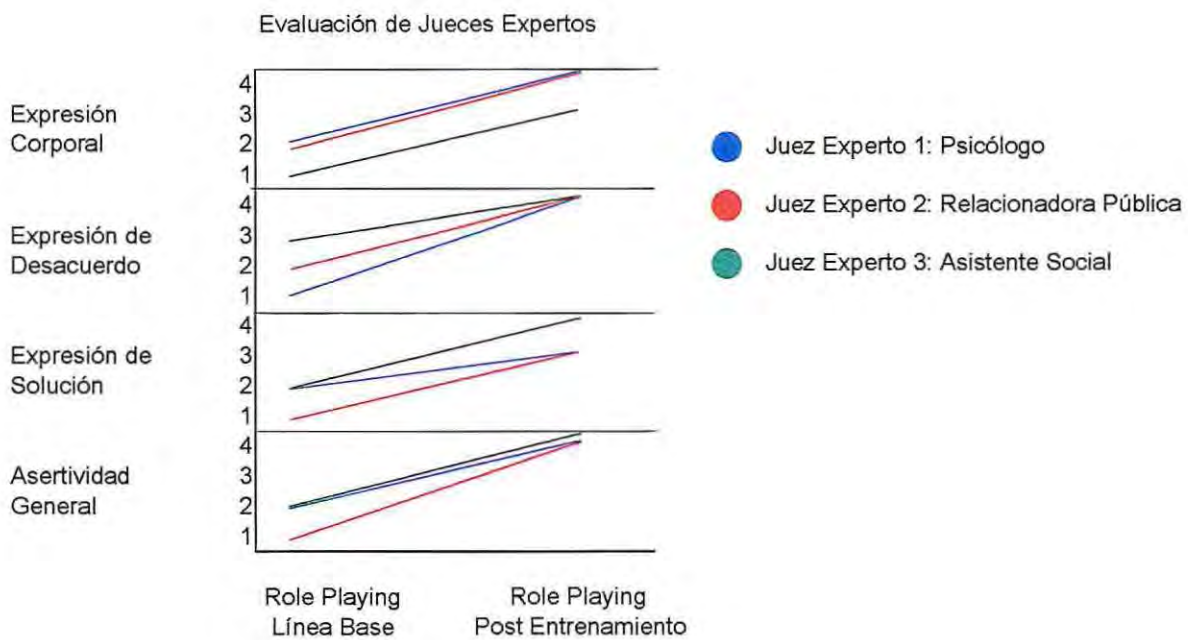 Evaluación de Jueces Expertos
Expresión
Corporal
4
3
2
1
Expresión de
Desacuerdo
4
3
2
1
Expresión de
Solución
4
3
2
1
Asertividad
General
4
3
2
1
Role Playing
Línea Base
Role Playing
Post Entrenamiento
Juez Experto 1: Psicólogo
Juez Experto 2: Relacionadora Pública
Juez Experto 3: Asistente Social